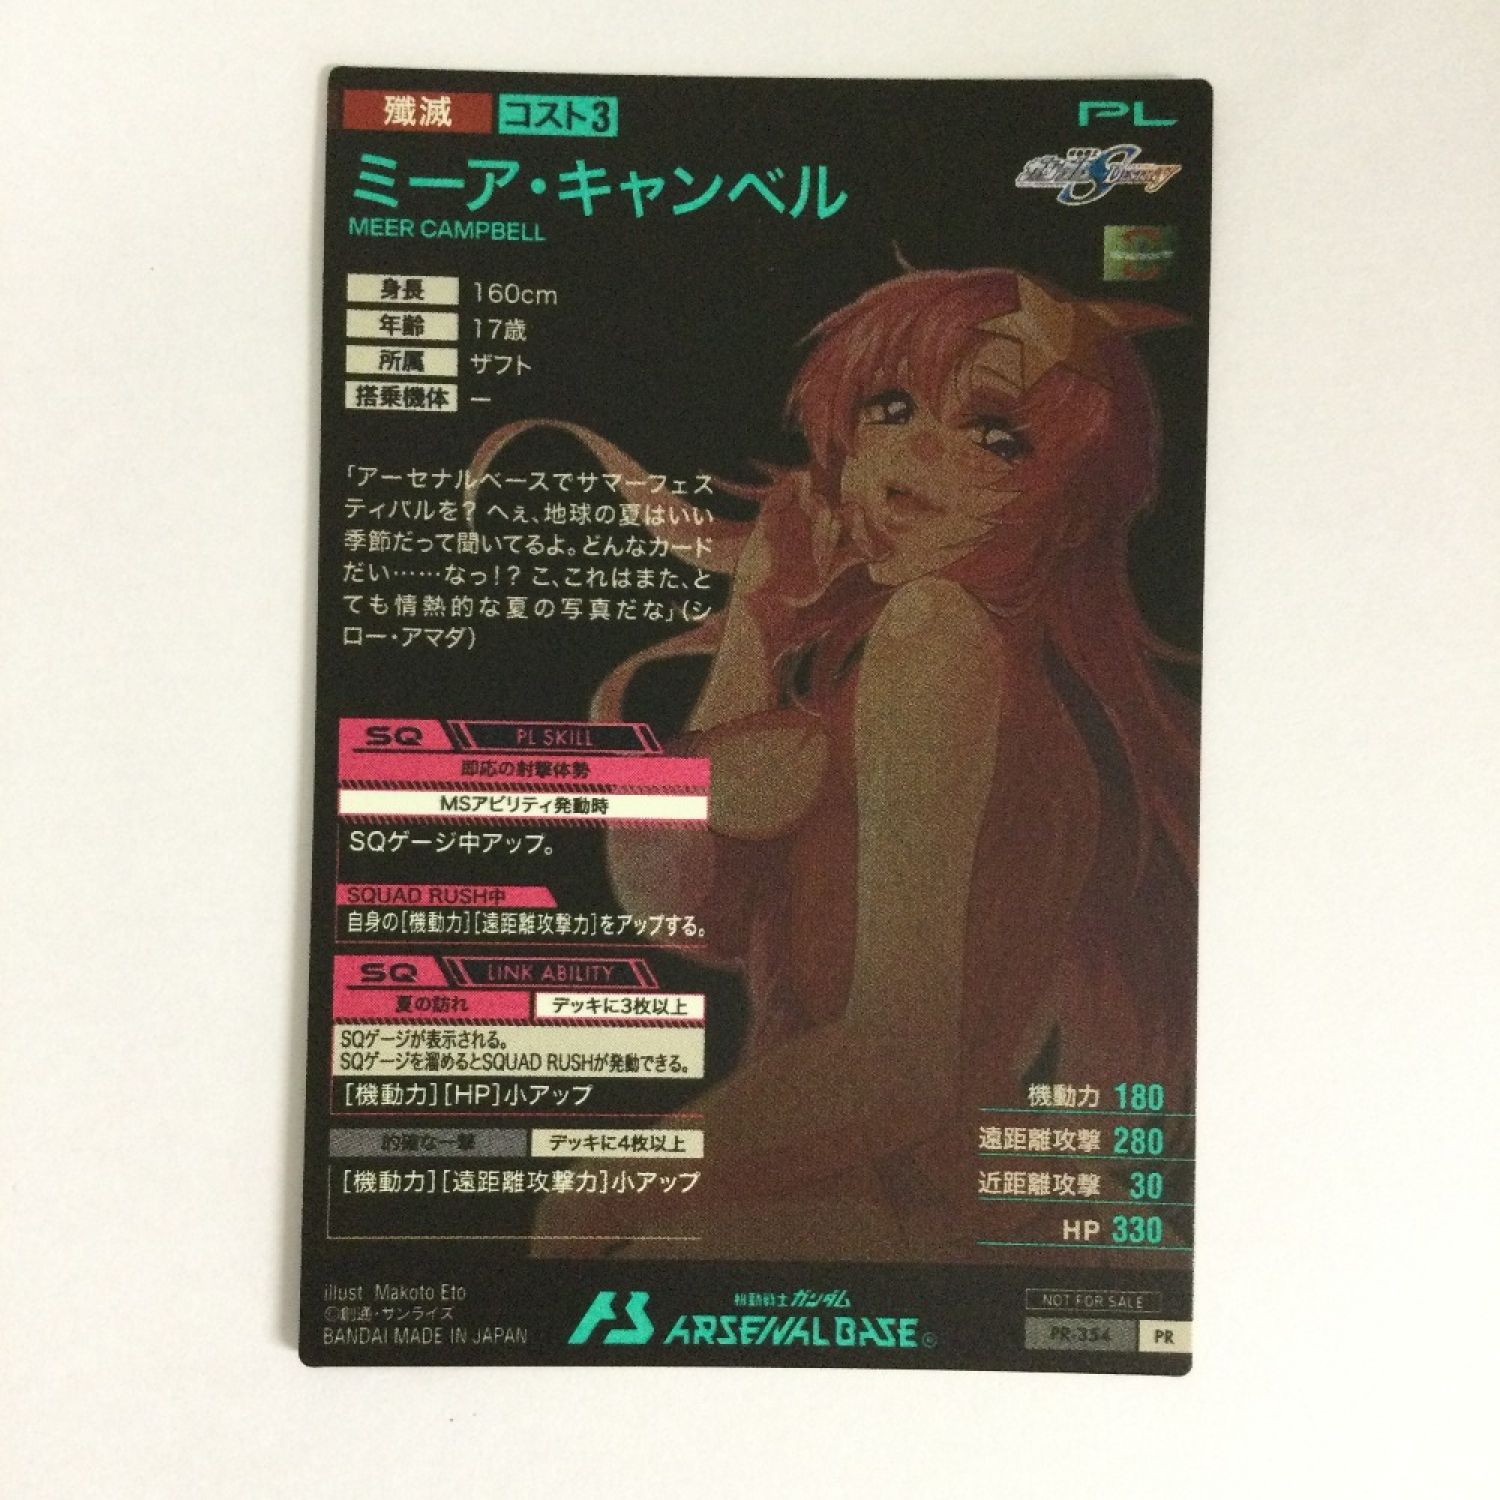 殲滅 コスト3
PL
ミーア・キャンベル
MEER CAMPBELL
身長 160cm
年齢 17歳
所属 ザフト
搭乗機体 ー
「アーセナルベースでサマーフェス
ティバルを? へぇ、地球の夏はいい
季節だって聞いてるよ。どんなカード
だい……なっ!? こ、これはまた、と
ても情熱的な夏の写真だな」(シ
ロー・アマダ)
SQ PL SKILL
即応の射撃体勢
MSアビリティ発動時
SQゲージ中アップ。
SQUAD RUSH中
自身の[機動力][遠距離攻撃力]をアップする。
SQ LINK ABILITY
夏の訪れ デッキに3枚以上
SQゲージが表示される。
SQゲージを溜めるとSQUAD RUSHが発動できる。
[機動力][HP]小アップ
的確な一撃 デッキに4枚以上
[機動力][遠距離攻撃力]小アップ
機動力 180
遠距離攻撃 280
近距離攻撃 30
HP 330
illust Makoto Eto
©創通・サンライズ
BANDAI MADE IN JAPAN
機動戦士ガンダム
ARSENAL BASE
NOT FOR SALE
PR-354 PR